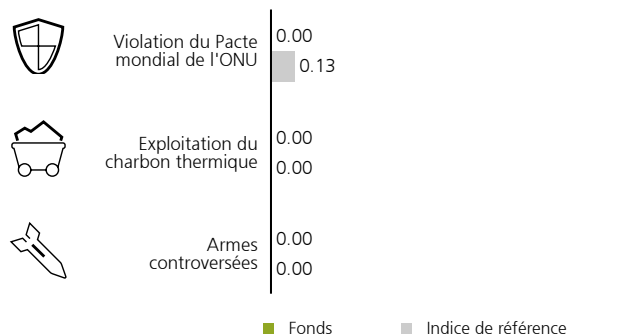 Violation du Pacte
mondial de l'ONU
0.00
0.13
Exploitation du
charbon thermique
0.00
0.00
Armes
controversées
0.00
0.00
Fonds
Indice de référence